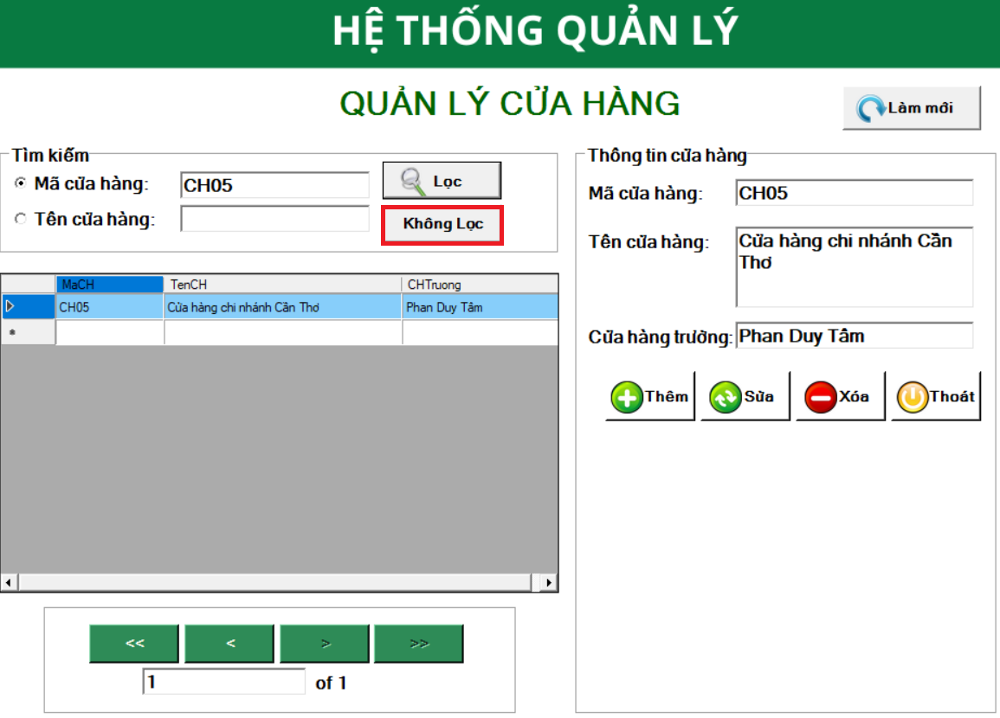 HỆ THỐNG QUẢN LÝ
QUẢN LÝ CỬA HÀNG
Làm mới
Tìm kiếm
Mã cửa hàng:
CH05
Lọc
Tên cửa hàng:
Không Lọc
MaCH
TenCH
CHTruong
CH05
Cửa hàng chi nhánh Cần Thơ
Phan Duy Tâm
<<
<
>
>>
1
of 1
Thông tin cửa hàng
Mã cửa hàng:
CH05
Tên cửa hàng:
Cửa hàng chi nhánh Cần
Thơ
Cửa hàng trưởng:
Phan Duy Tâm
Thêm
Sửa
Xóa
Thoát